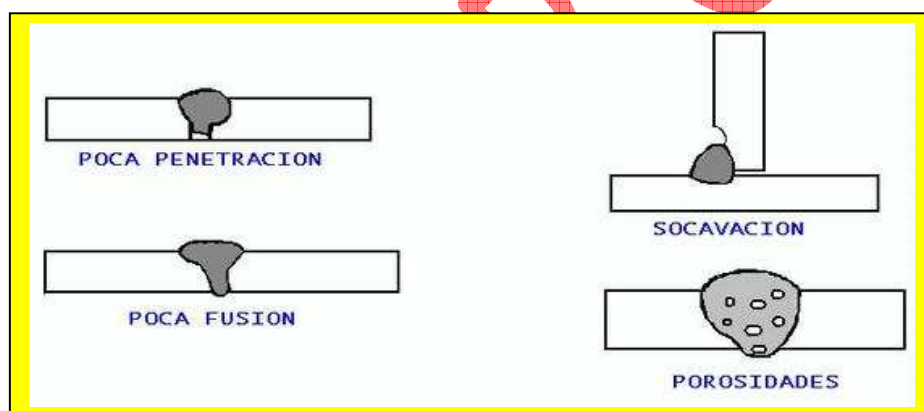 POCA PENETRACION
SOCAVACION
POCA FUSION
POROSIDADES